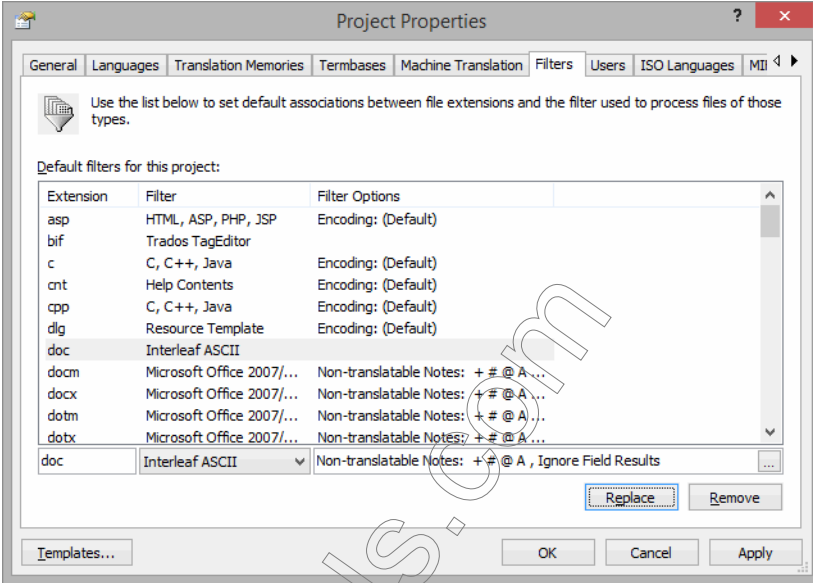 Project Properties
?
×
General Languages Translation Memories Termbases Machine Translation Filters Users ISO Languages
Use the list below to set default associations between file extensions and the filter used to process files of those
types.
Default filters for this project:
Extension Filter Filter Options
asp HTML, ASP, PHP, JSP Encoding: (Default)
bif Trados TagEditor
c C, C++, Java Encoding: (Default)
cnt Help Contents Encoding: (Default)
cpp C, C++, Java Encoding: (Default)
dlg Resource Template Encoding: (Default)
doc Interleaf ASCII
docm Microsoft Office 2007/... Non-translatable Notes: + # @ A ...
docx Microsoft Office 2007/... Non-translatable Notes: + # @ A ...
dotm Microsoft Office 2007/... Non-translatable Notes: + # @ A ...
dotx Microsoft Office 2007/... Non-translatable Notes: + # @ A ...
doc Interleaf ASCII Non-translatable Notes: + # @ A , Ignore Field Results ...
Replace Remove
Templates... OK Cancel Apply
s.com